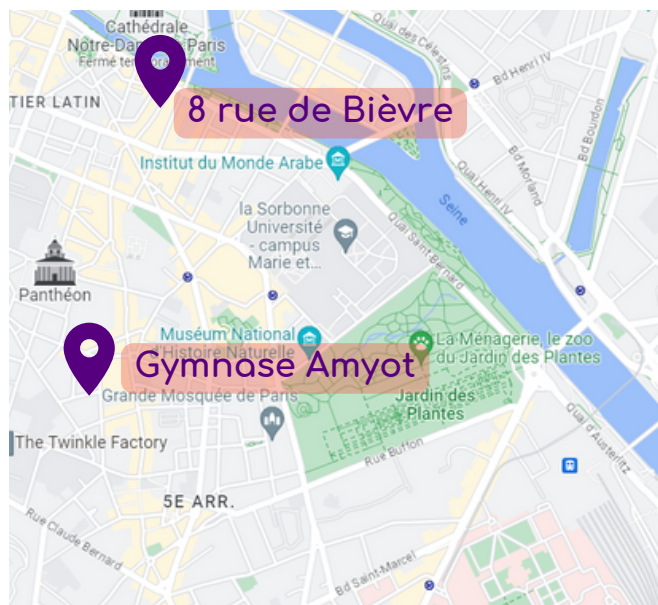 Cathédrale
Notre-Dame de Paris
Fermé temporairement
Quai des Célestins
Bd Henri IV
TIER LATIN
8 rue de Bièvre
Bd Bourdon
Institut du Monde Arabe
Bd Morland
Quai Henri IV
Seine
la Sorbonne
Université
- campus
Marie et...
Quai Saint-Bernard
Panthéon
Muséum National
d'Histoire Naturelle
La Ménagerie, le zoo
du Jardin des Plantes
Gymnase Amyot
Grande Mosquée de Paris
Jardin des
Plantes
Quai d'Austerlitz
The Twinkle Factory
Rue Buffon
5E ARR.
Rue Claude Bernard
Bd Saint-Marcel